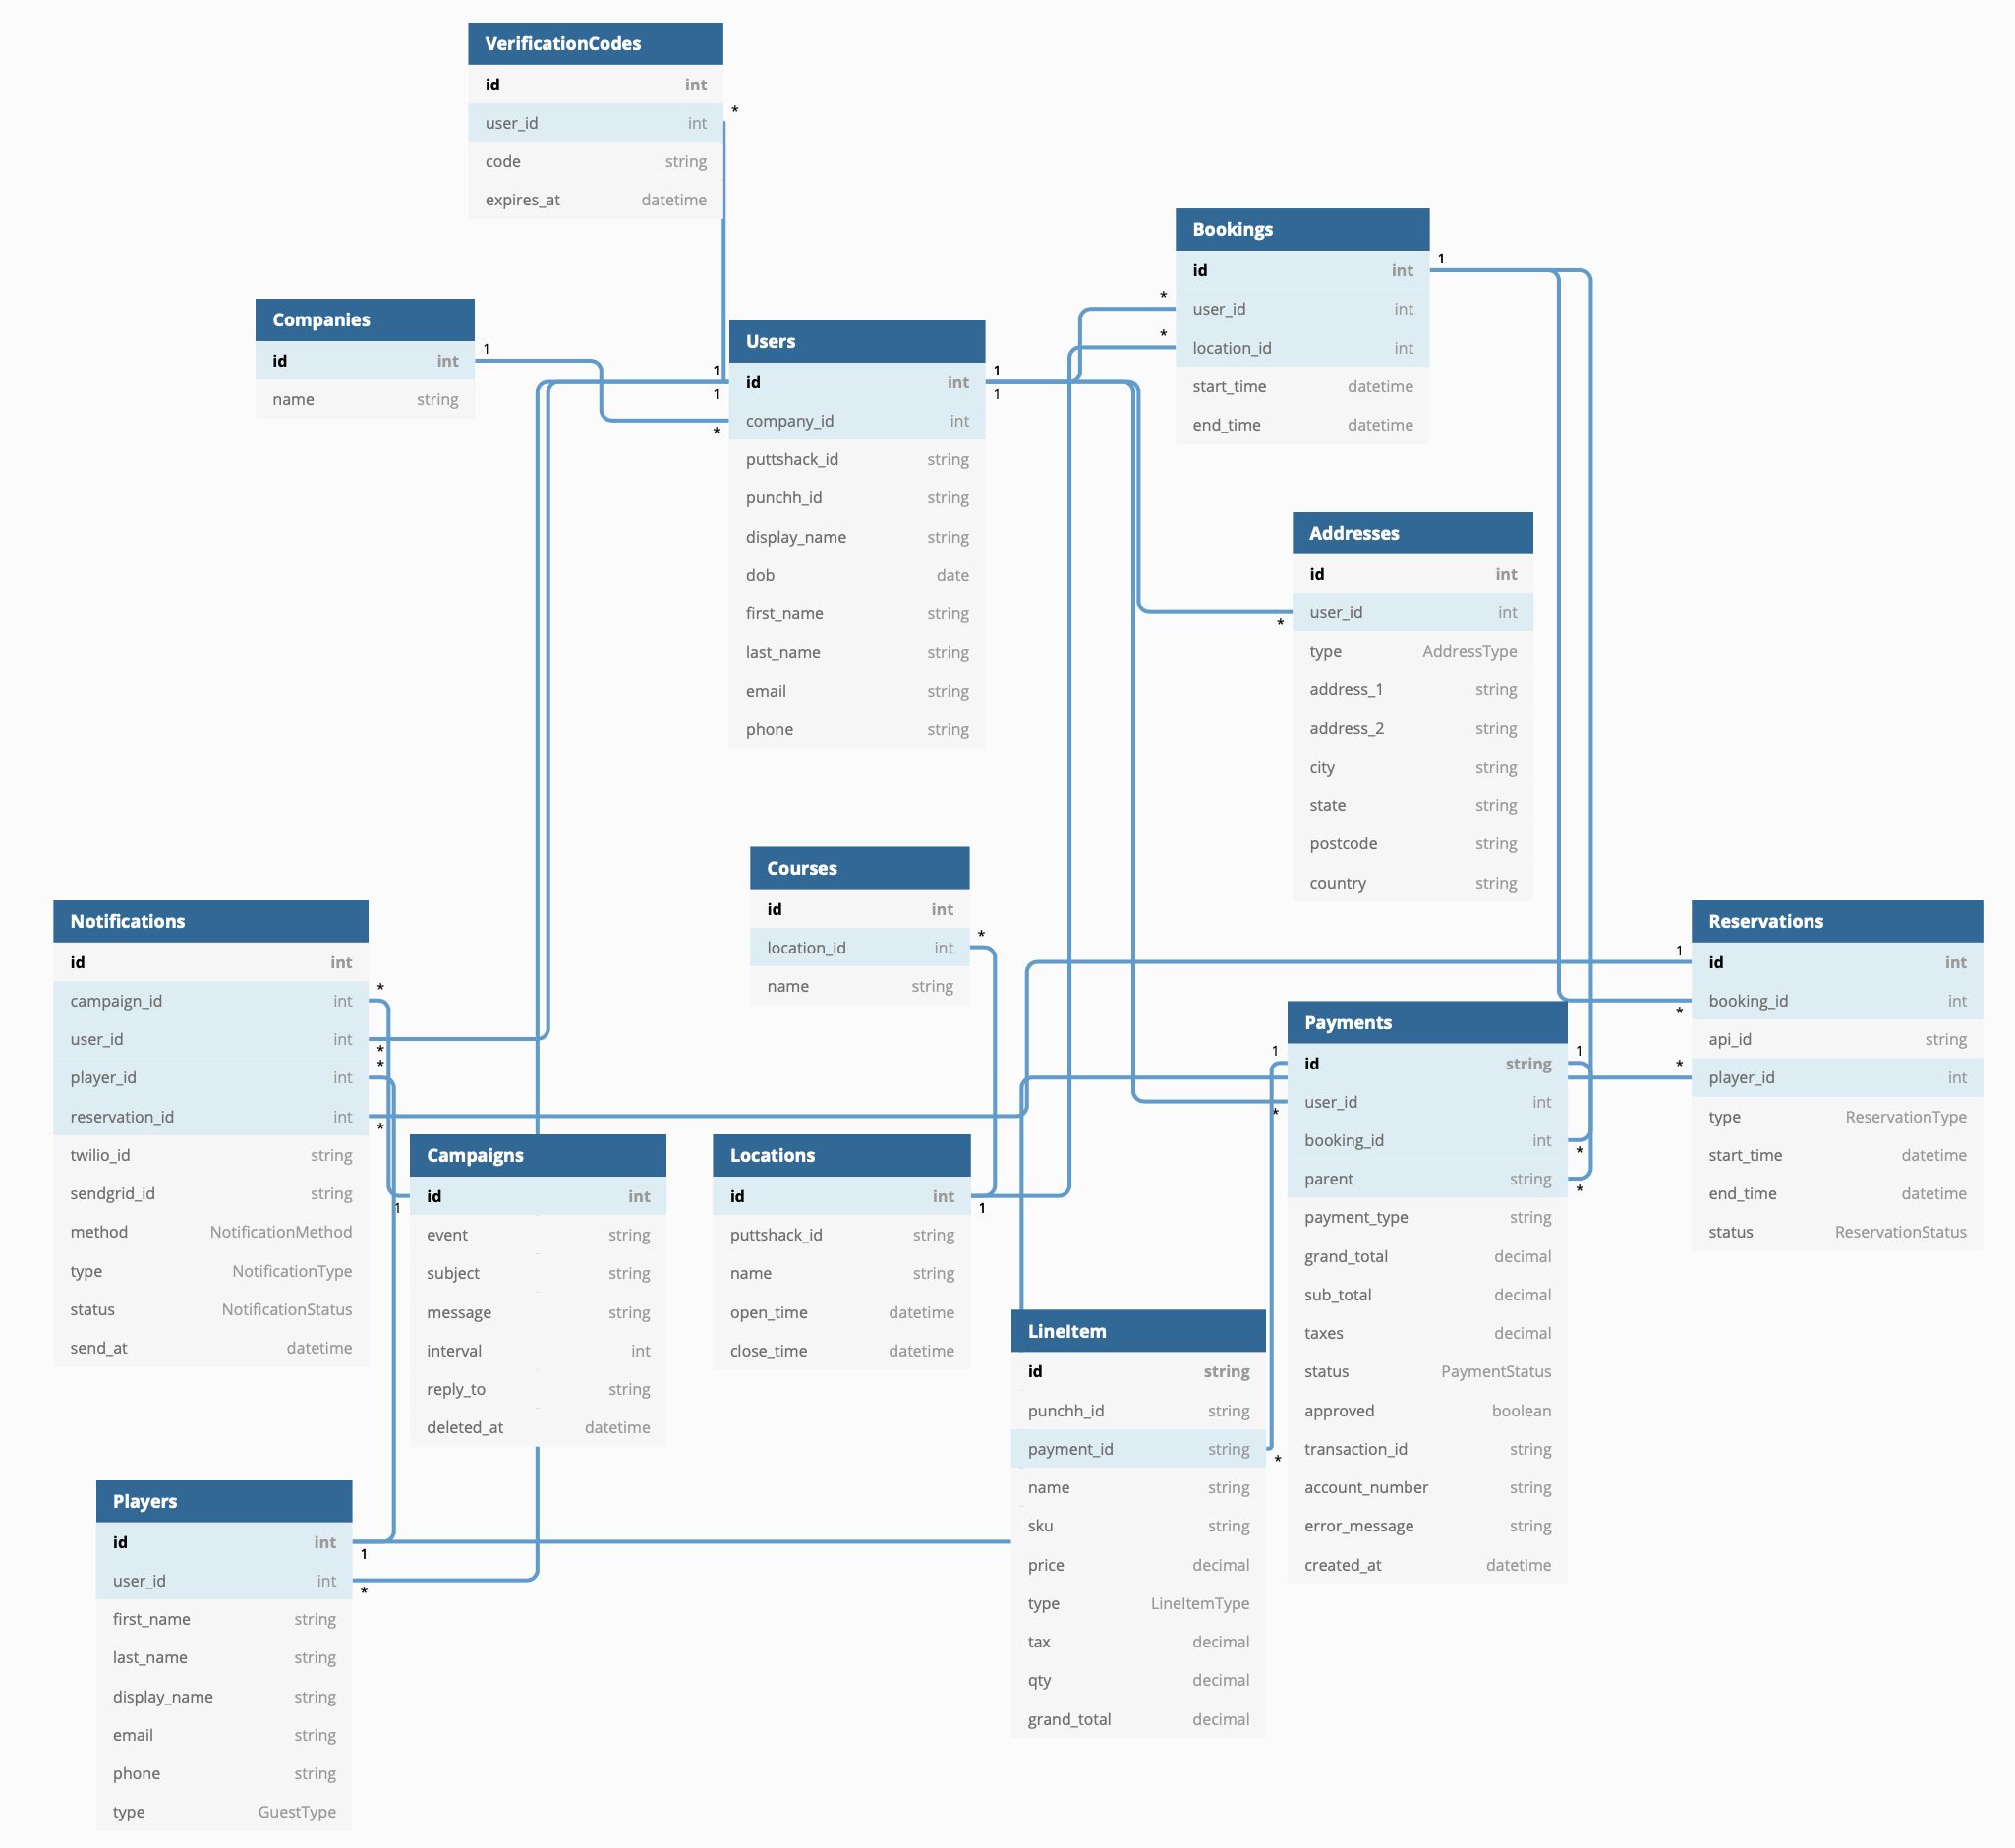 VerificationCodes
id int
*
user_id int
code string
expires_at datetime
Bookings
id int
1
*
user_id int
*
location_id int
start_time datetime
end_time datetime
Companies
id int
1
name string
Users
1
id int
1
1
1
company_id int
*
puttshack_id string
punchh_id string
display_name string
dob date
first_name string
last_name string
email string
phone string
Addresses
id int
user_id int
*
type AddressType
address_1 string
address_2 string
city string
state string
postcode string
country string
Courses
id int
*
location_id int
name string
Notifications
id int
*
campaign_id int
user_id int
*
*
player_id int
reservation_id int
*
twilio_id string
sendgrid_id string
method NotificationMethod
type NotificationType
status NotificationStatus
send_at datetime
Reservations
1
id int
booking_id int
*
api_id string
*
player_id int
type ReservationType
start_time datetime
end_time datetime
status ReservationStatus
Payments
1
id string
1
user_id int
*
booking_id int
*
parent string
*
payment_type string
grand_total decimal
sub_total decimal
taxes decimal
status PaymentStatus
approved boolean
transaction_id string
account_number string
error_message string
created_at datetime
Campaigns
id int
1
event string
subject string
message string
interval int
reply_to string
deleted_at datetime
Locations
id int
1
puttshack_id string
name string
open_time datetime
close_time datetime
LineItem
id string
punchh_id string
payment_id string
*
name string
sku string
price decimal
type LineItemType
tax decimal
qty decimal
grand_total decimal
Players
id int
1
user_id int
*
first_name string
last_name string
display_name string
email string
phone string
type GuestType